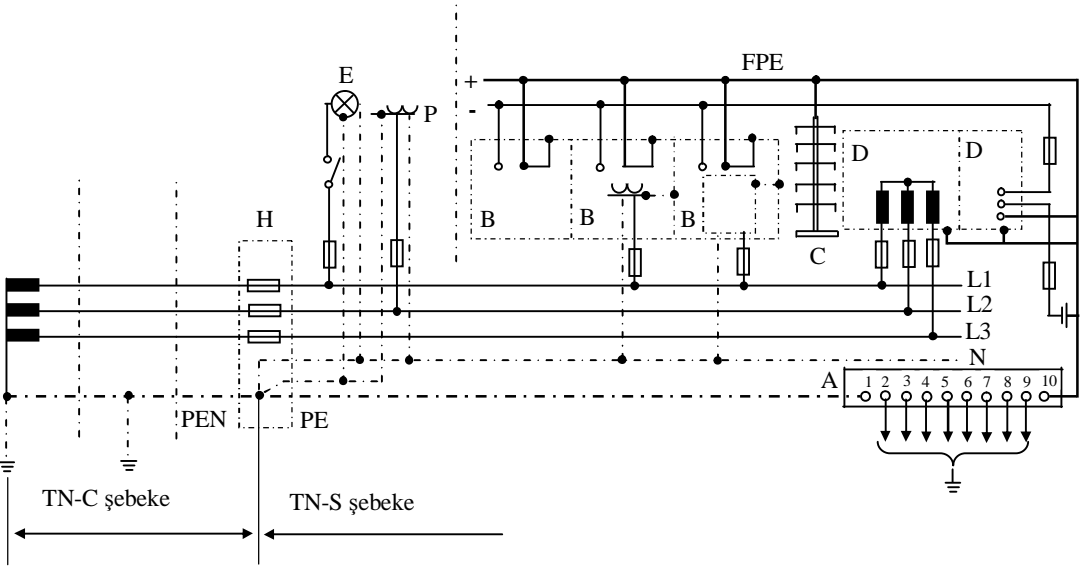 FPE
E
+
-
P
D
D
B
B
B
C
H
L1
L2
L3
N
A
1 2 3 4 5 6 7 8 9 10
PEN
PE
TN-C şebeke
TN-S şebeke